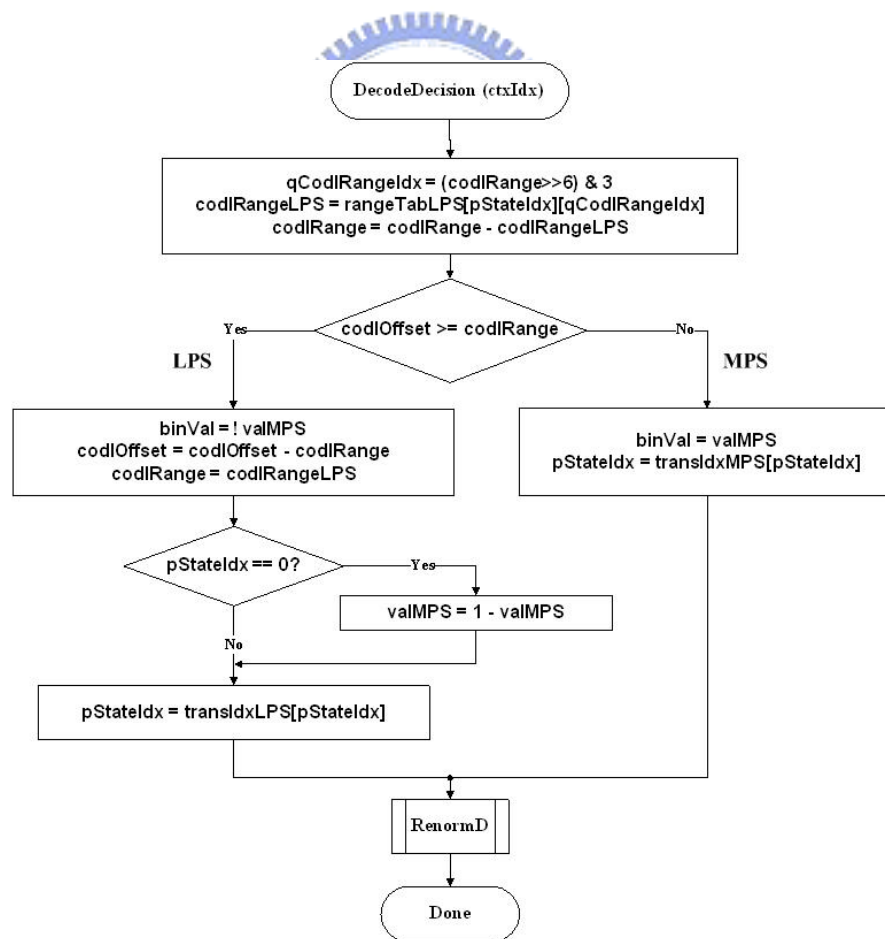 DecodeDecision (ctxIdx)
qCodIRangeIdx = (codIRange>>6) & 3
codIRangeLPS = rangeTabLPS[pStateIdx][qCodIRangeIdx]
codIRange = codIRange - codIRangeLPS
codIOffset >= codIRange
Yes
No
LPS
MPS
binVal = ! valMPS
codIOffset = codIOffset - codIRange
codIRange = codIRangeLPS
binVal = valMPS
pStateIdx = transIdxMPS[pStateIdx]
pStateIdx == 0?
Yes
valMPS = 1 - valMPS
No
pStateIdx = transIdxLPS[pStateIdx]
RenormD
Done